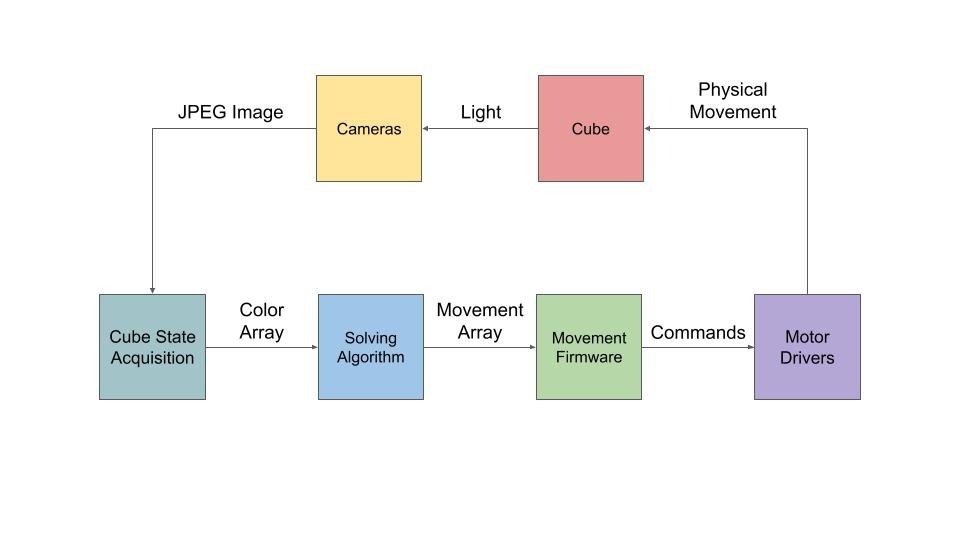 Physical
Movement
JPEG Image
Light
Cameras
Cube
Color
Array
Movement
Array
Commands
Cube State
Acquisition
Solving
Algorithm
Movement
Firmware
Motor
Drivers